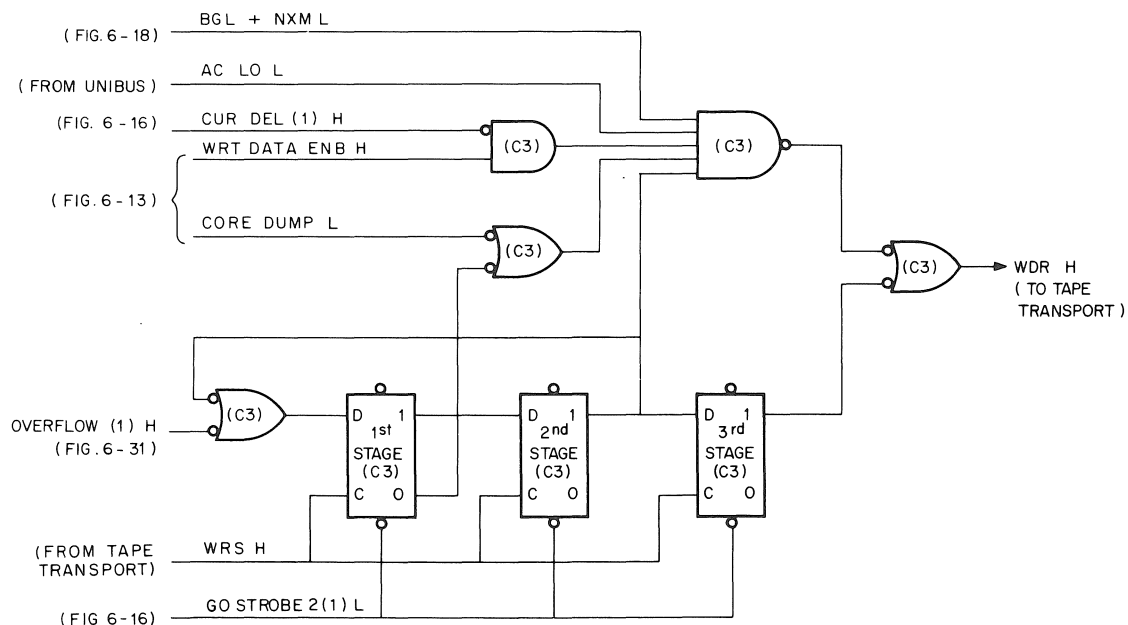 BGL + NXM L
(FIG. 6-18)
AC LO L
(FROM UNIBUS)
CUR DEL (1) H
(FIG. 6-16)
WRT DATA ENB H
(FIG. 6-13)
CORE DUMP L
(C3)
(C3)
(C3)
(C3)
WDR H
(TO TAPE
TRANSPORT)
(C3)
OVERFLOW (1) H
(FIG. 6-31)
D 1
1st
STAGE
(C3)
C O
D 1
2nd
STAGE
(C3)
C O
D 1
3rd
STAGE
(C3)
C O
(FROM TAPE
TRANSPORT)
WRS H
GO STROBE 2(1) L
(FIG 6-16)